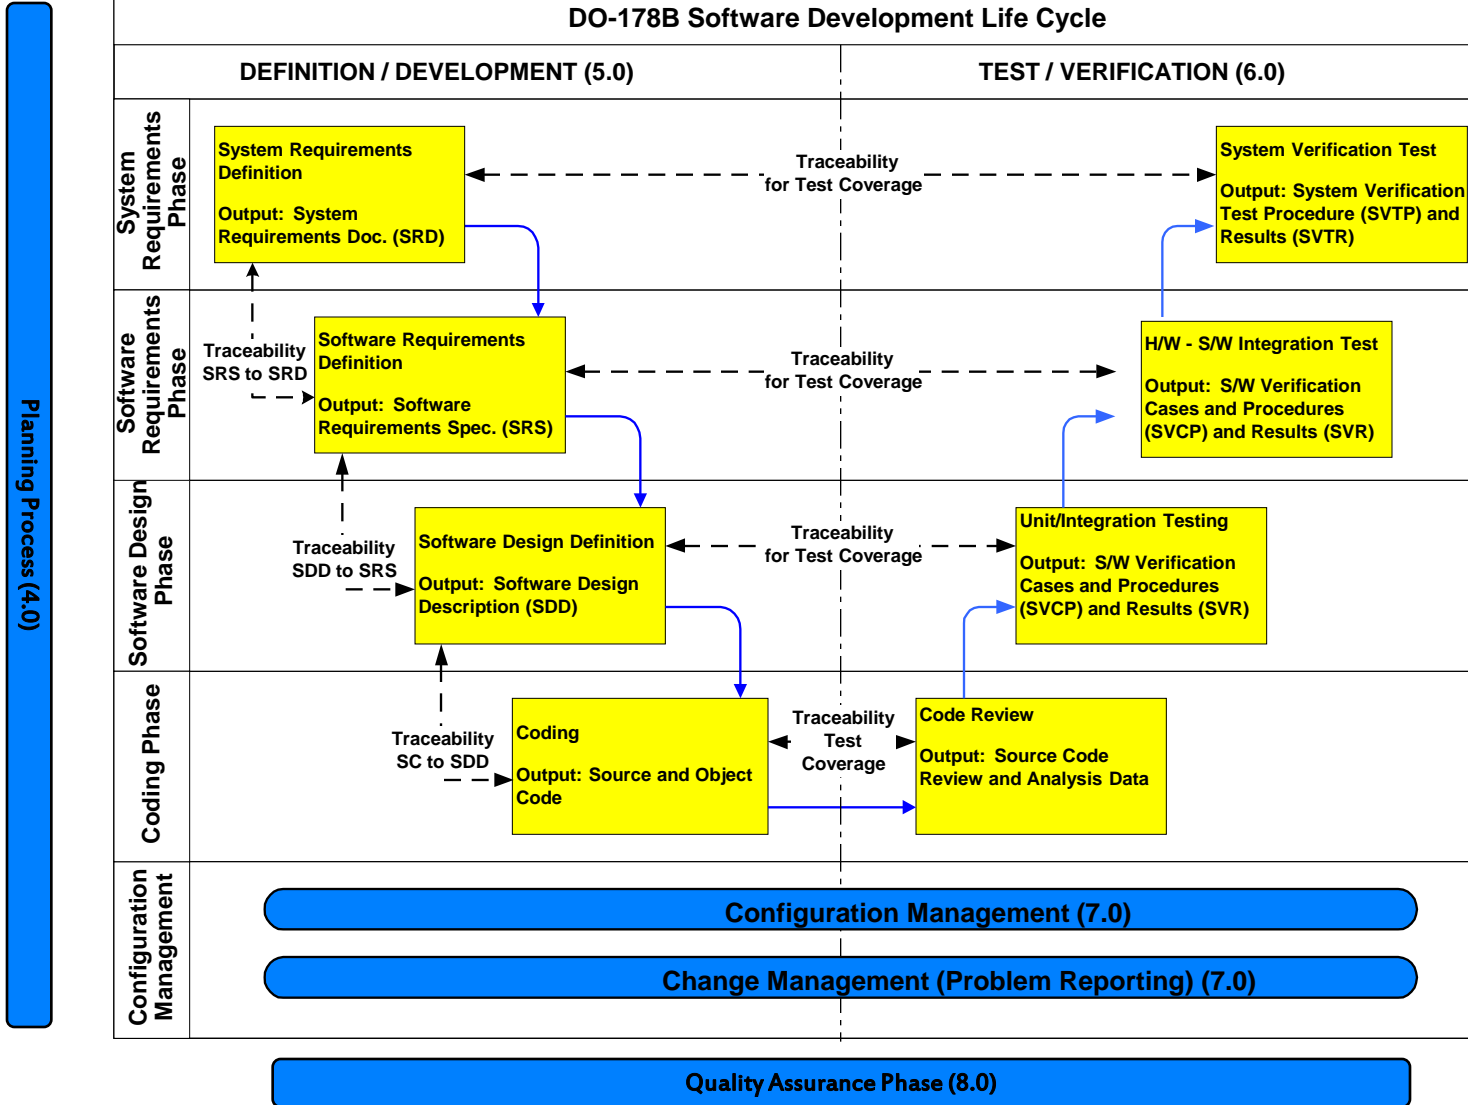 DO-178B Software Development Life Cycle
DEFINITION / DEVELOPMENT (5.0)
TEST / VERIFICATION (6.0)
Planning Process (4.0)
System
Requirements
Phase
System Requirements
Definition
Output: System
Requirements Doc. (SRD)
Traceability
for Test Coverage
System Verification Test
Output: System Verification
Test Procedure (SVTP) and
Results (SVTR)
Software
Requirements
Phase
Traceability
SRS to SRD
Software Requirements
Definition
Output: Software
Requirements Spec. (SRS)
Traceability
for Test Coverage
H/W - S/W Integration Test
Output: S/W Verification
Cases and Procedures
(SVCP) and Results (SVR)
Software Design
Phase
Traceability
SDD to SRS
Software Design Definition
Output: Software Design
Description (SDD)
Traceability
for Test Coverage
Unit/Integration Testing
Output: S/W Verification
Cases and Procedures
(SVCP) and Results (SVR)
Coding Phase
Traceability
SC to SDD
Coding
Output: Source and Object
Code
Traceability
Test
Coverage
Code Review
Output: Source Code
Review and Analysis Data
Configuration
Management
Configuration Management (7.0)
Change Management (Problem Reporting) (7.0)
Quality Assurance Phase (8.0)